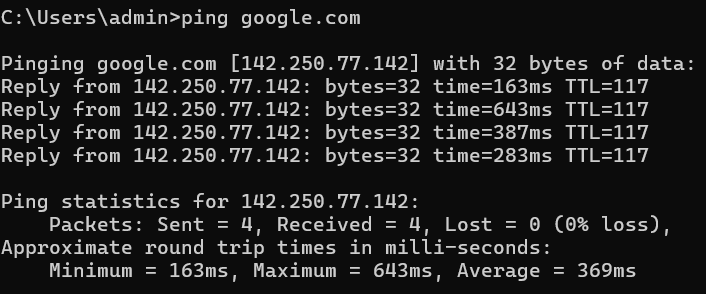 C:\Users\admin>ping google.com
Pinging google.com [142.250.77.142] with 32 bytes of data:
Reply from 142.250.77.142: bytes=32 time=163ms TTL=117
Reply from 142.250.77.142: bytes=32 time=643ms TTL=117
Reply from 142.250.77.142: bytes=32 time=387ms TTL=117
Reply from 142.250.77.142: bytes=32 time=283ms TTL=117
Ping statistics for 142.250.77.142:
    Packets: Sent = 4, Received = 4, Lost = 0 (0% loss),
Approximate round trip times in milli-seconds:
    Minimum = 163ms, Maximum = 643ms, Average = 369ms